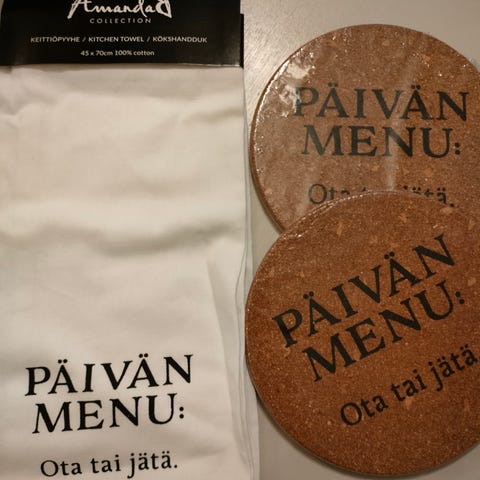 AmandaB
COLLECTION
KEITTIÖPYYHE / KITCHEN TOWEL / KÖKSHANDDUK
45 x 70cm 100% cotton
PÄIVÄN
MENU:
Ota tai jätä.
PÄIVÄN
MENU:
Ota tai jätä.
PÄIVÄN
MENU:
Ota tai jätä